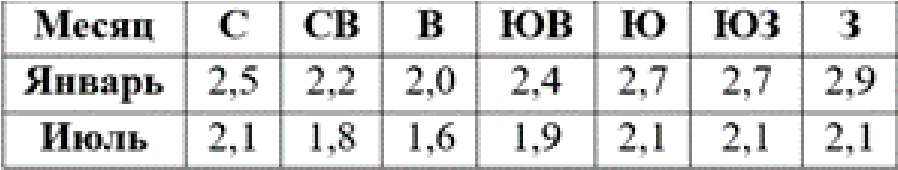 Месяц С СВ В ЮВ Ю ЮЗ З
Январь 2,5 2,2 2,0 2,4 2,7 2,7 2,9
Июль 2,1 1,8 1,6 1,9 2,1 2,1 2,1